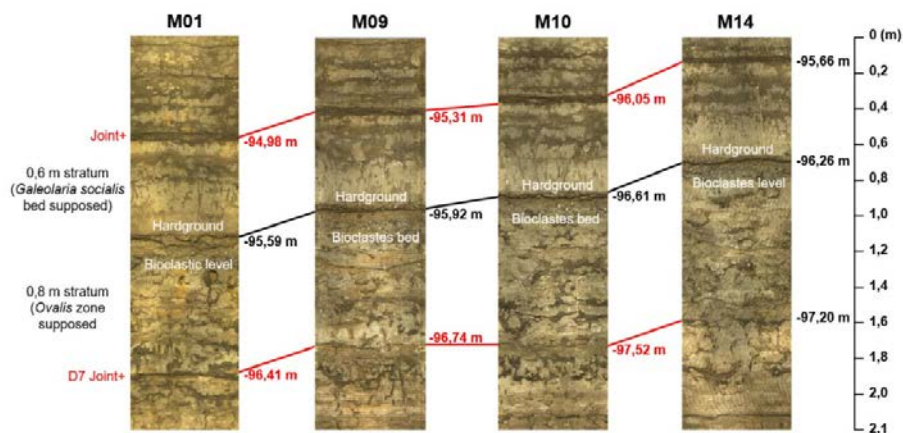 M01
M09
M10
M14
0 (m)
0,2
0,4
0,6
0,8
1,0
1,2
1,4
1,6
1,8
2,0
2,1
Joint+
-94,98 m
-95,31 m
-96,05 m
-95,66 m
0,6 m stratum
(Galeolaria socialis
bed supposed)
Hardground
Hardground
Hardground
Hardground
-95,59 m
-95,92 m
-96,61 m
-96,26 m
Bioclastic level
Bioclastes bed
Bioclastes bed
Bioclastes level
0,8 m stratum
(Ovalis zone
supposed
D7 Joint+
-96,41 m
-96,74 m
-97,52 m
-97,20 m